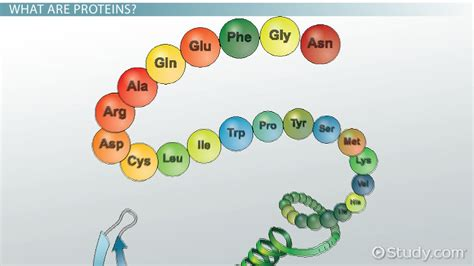 WHAT ARE PROTEINS?
Asn
Gly
Phe
Glu
Gln
Ala
Arg
Asp
Cys
Leu
Ile
Trp
Pro
Tyr
Ser
Met
Lys
Val
His
Study.com